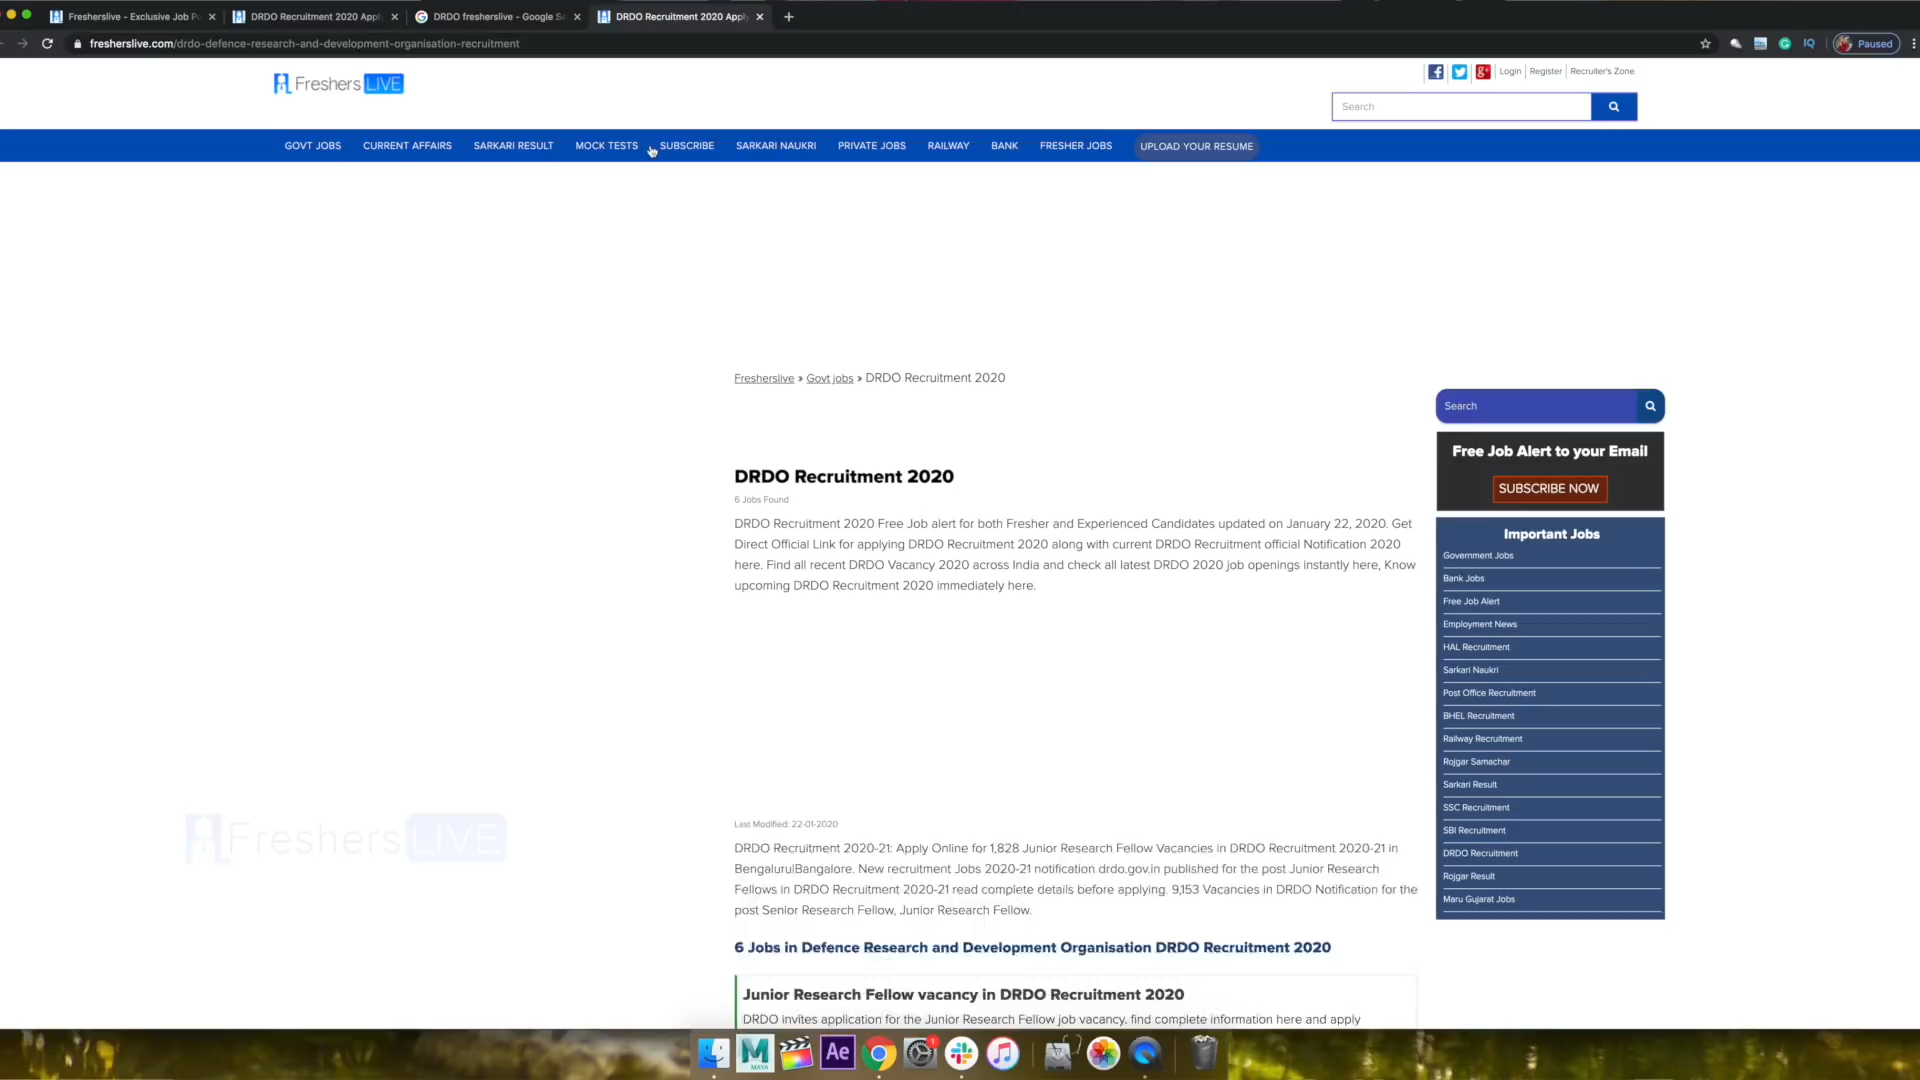 Fresherslive - Exclusive Job Po
DRDO Recruitment 2020 Apply
DRDO fresherslive - Google Se
DRDO Recruitment 2020 Apply
fresherslive.com/drdo-defence-research-and-development-organisation-recruitment
IQ
Paused
Freshers LIVE
Login
Register
Recruiter's Zone
Search
GOVT JOBS
CURRENT AFFAIRS
SARKARI RESULT
MOCK TESTS
SUBSCRIBE
SARKARI NAUKRI
PRIVATE JOBS
RAILWAY
BANK
FRESHER JOBS
UPLOAD YOUR RESUME
Fresherslive » Govt jobs » DRDO Recruitment 2020
DRDO Recruitment 2020
6 Jobs Found
DRDO Recruitment 2020 Free Job alert for both Fresher and Experienced Candidates updated on January 22, 2020. Get
Direct Official Link for applying DRDO Recruitment 2020 along with current DRDO Recruitment official Notification 2020
here. Find all recent DRDO Vacancy 2020 across India and check all latest DRDO 2020 job openings instantly here, Know
upcoming DRDO Recruitment 2020 immediately here.
Search
Free Job Alert to your Email
SUBSCRIBE NOW
Important Jobs
Government Jobs
Bank Jobs
Free Job Alert
Employment News
HAL Recruitment
Sarkari Naukri
Post Office Recruitment
BHEL Recruitment
Railway Recruitment
Rojgar Samachar
Sarkari Result
SSC Recruitment
SBI Recruitment
DRDO Recruitment
Rojgar Result
Maru Gujarat Jobs
Freshers LIVE
Last Modified: 22-01-2020
DRDO Recruitment 2020-21: Apply Online for 1,828 Junior Research Fellow Vacancies in DRDO Recruitment 2020-21 in
Bengaluru|Bangalore. New recruitment Jobs 2020-21 notification drdo.gov.in published for the post Junior Research
Fellows in DRDO Recruitment 2020-21 read complete details before applying. 9,153 Vacancies in DRDO Notification for the
post Senior Research Fellow, Junior Research Fellow.
6 Jobs in Defence Research and Development Organisation DRDO Recruitment 2020
Junior Research Fellow vacancy in DRDO Recruitment 2020
DRDO invites application for the Junior Research Fellow job vacancy, find complete information here and apply
M
MAYA
Ae
1